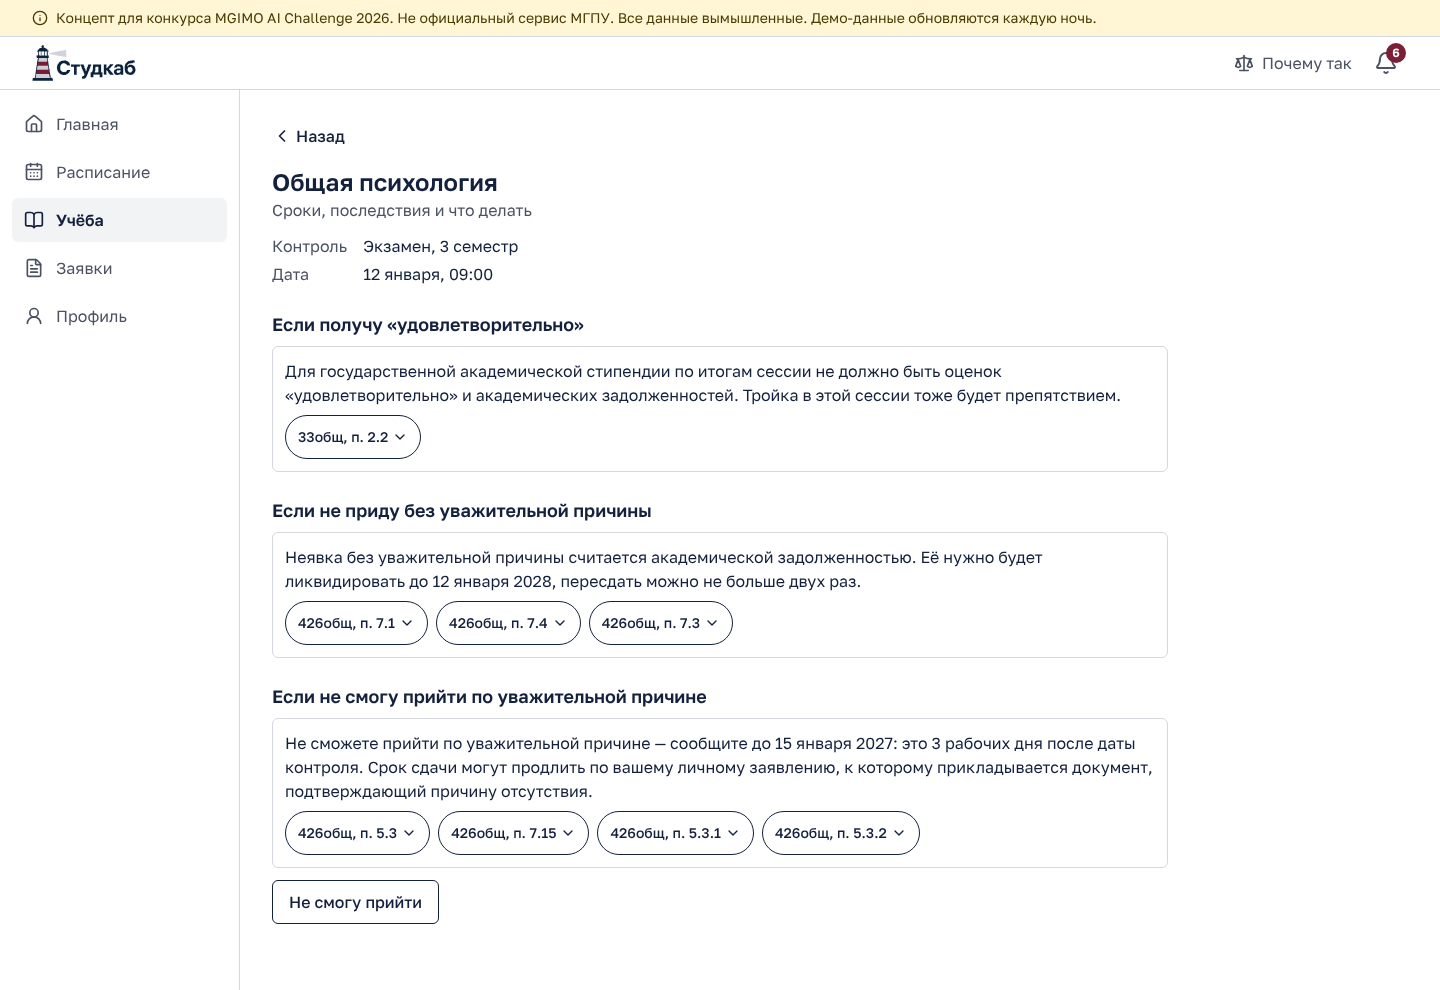 Концепт для конкурса MGIMO AI Challenge 2026. Не официальный сервис МГПУ. Все данные вымышленные. Демо-данные обновляются каждую ночь.
Студкаб
Почему так
6
Главная
Расписание
Учёба
Заявки
Профиль
Назад
Общая психология
Сроки, последствия и что делать
Контроль Экзамен, 3 семестр
Дата 12 января, 09:00
Если получу «удовлетворительно»
Для государственной академической стипендии по итогам сессии не должно быть оценок
«удовлетворительно» и академических задолженностей. Тройка в этой сессии тоже будет препятствием.
33общ, п. 2.2
Если не приду без уважительной причины
Неявка без уважительной причины считается академической задолженностью. Её нужно будет
ликвидировать до 12 января 2028, пересдать можно не больше двух раз.
426общ, п. 7.1 426общ, п. 7.4 426общ, п. 7.3
Если не смогу прийти по уважительной причине
Не сможете прийти по уважительной причине — сообщите до 15 января 2027: это 3 рабочих дня после даты
контроля. Срок сдачи могут продлить по вашему личному заявлению, к которому прикладывается документ,
подтверждающий причину отсутствия.
426общ, п. 5.3 426общ, п. 7.15 426общ, п. 5.3.1 426общ, п. 5.3.2
Не смогу прийти